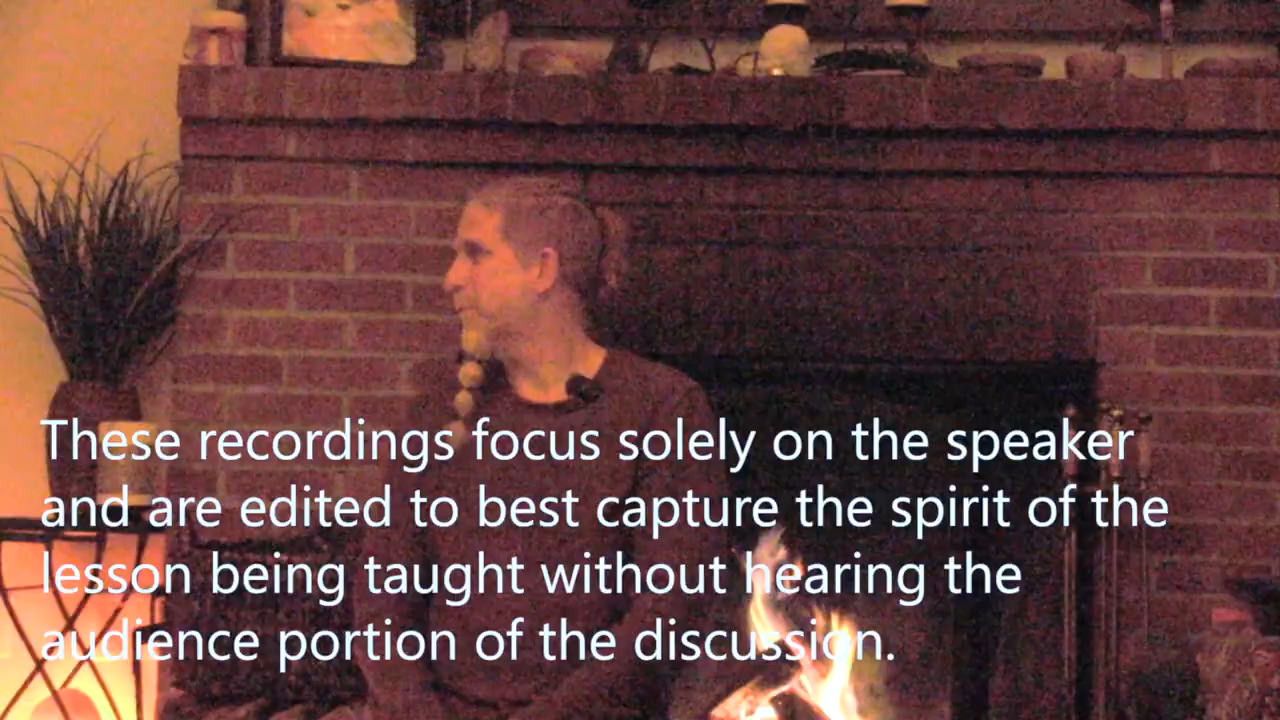 These recordings focus solely on the speaker
and are edited to best capture the spirit of the
lesson being taught without hearing the
audience portion of the discussion.